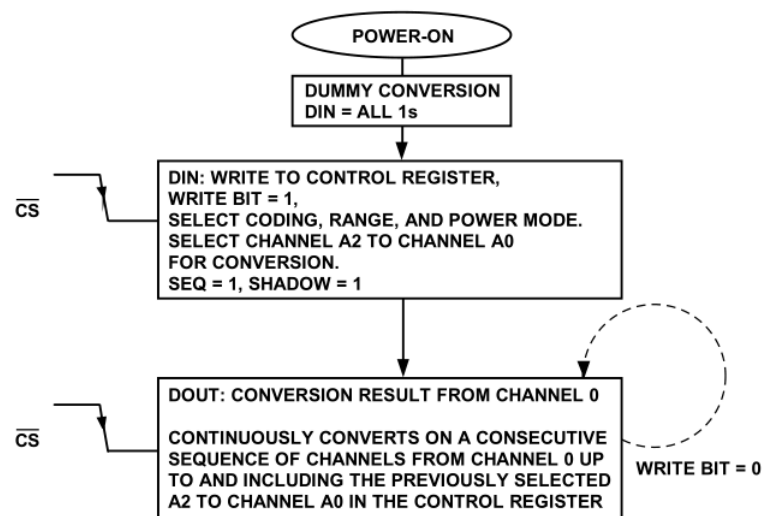 POWER-ON
DUMMY CONVERSION
DIN = ALL 1s
CS
DIN: WRITE TO CONTROL REGISTER,
WRITE BIT = 1,
SELECT CODING, RANGE, AND POWER MODE.
SELECT CHANNEL A2 TO CHANNEL A0
FOR CONVERSION.
SEQ = 1, SHADOW = 1
CS
DOUT: CONVERSION RESULT FROM CHANNEL 0
CONTINUOUSLY CONVERTS ON A CONSECUTIVE
SEQUENCE OF CHANNELS FROM CHANNEL 0 UP
TO AND INCLUDING THE PREVIOUSLY SELECTED
A2 TO CHANNEL A0 IN THE CONTROL REGISTER
WRITE BIT = 0